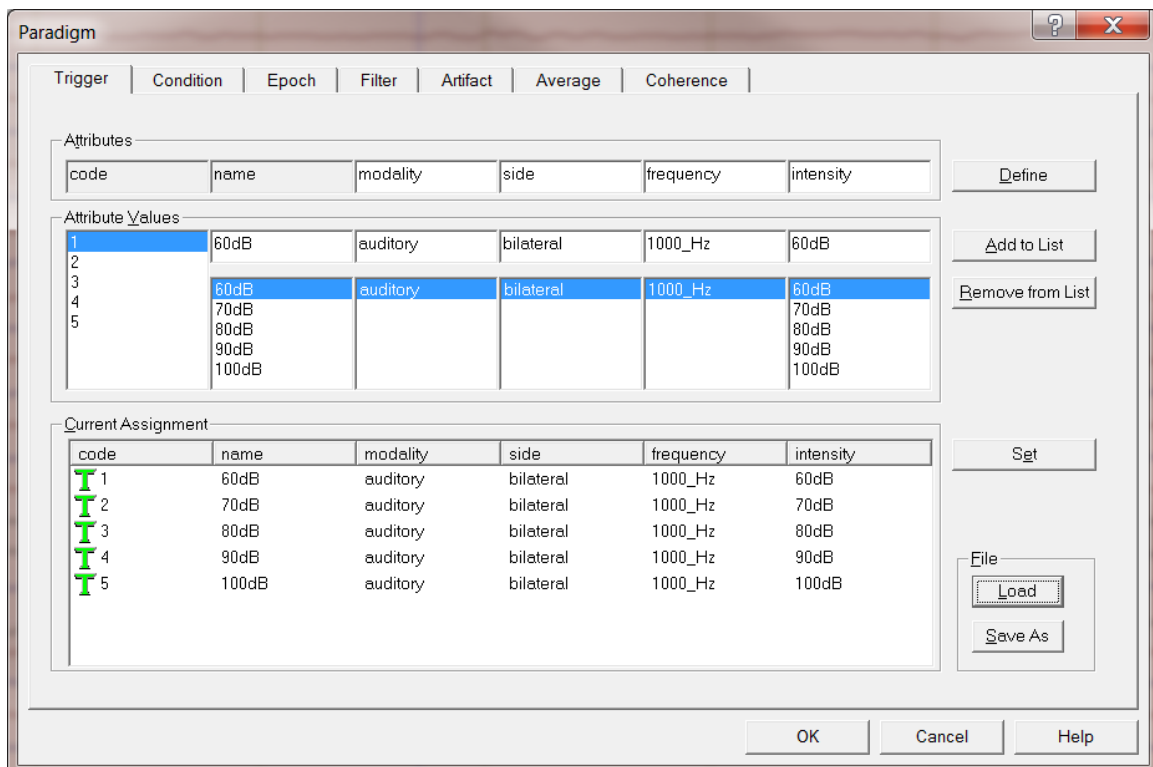 Paradigm
Trigger Condition Epoch Filter Artifact Average Coherence
Attributes
code name modality side frequency intensity Define
Attribute Values
1 60dB auditory bilateral 1000_Hz 60dB Add to List
2
3 60dB auditory bilateral 1000_Hz 60dB Remove from List
4 70dB 70dB
5 80dB 80dB
90dB 90dB
100dB 100dB
Current Assignment
code name modality side frequency intensity Set
T 1 60dB auditory bilateral 1000_Hz 60dB
T 2 70dB auditory bilateral 1000_Hz 70dB
T 3 80dB auditory bilateral 1000_Hz 80dB
T 4 90dB auditory bilateral 1000_Hz 90dB
T 5 100dB auditory bilateral 1000_Hz 100dB
File
Load
Save As
OK Cancel Help